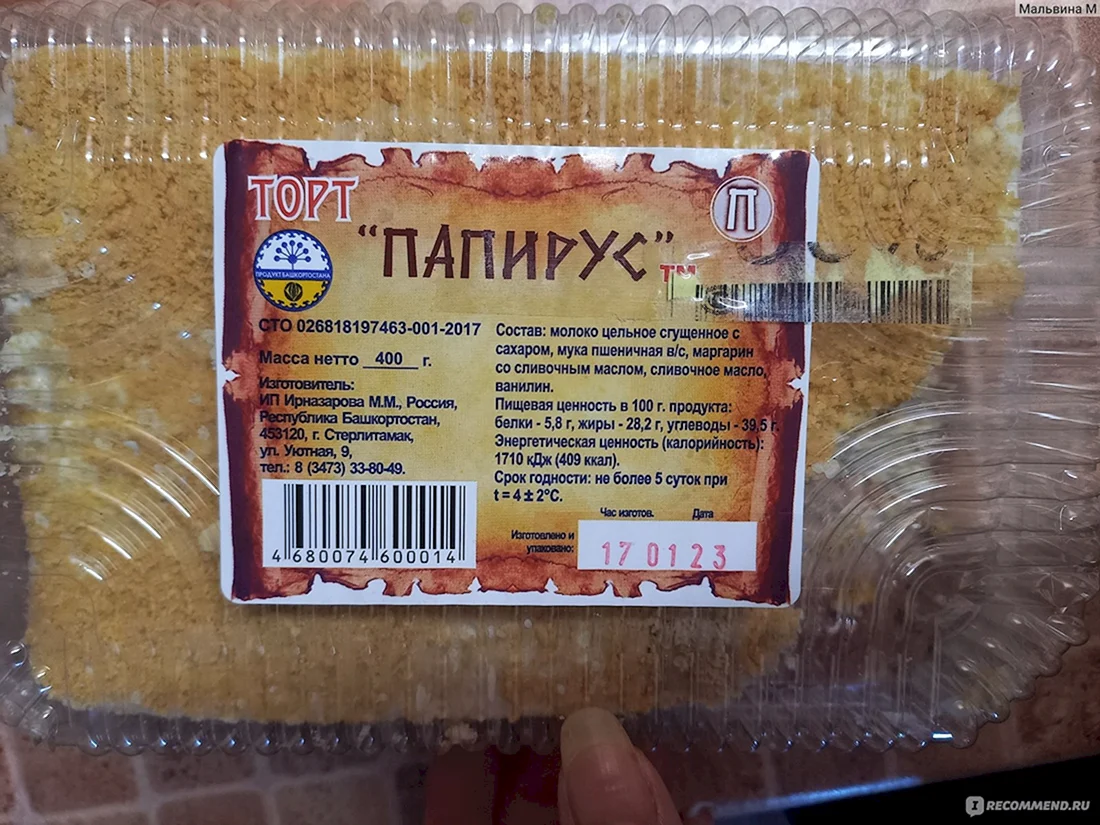 Мальвина М
ТОРТ
П
"ПАПИРУС"
ТМ
ПРОДУКТ БАШКОРТОСТАНА
СТО 026818197463-001-2017
Масса нетто 400 г.
Изготовитель:
ИП Ирназарова М.М., Россия,
Республика Башкортостан,
453120, г. Стерлитамак,
ул. Уютная, 9,
тел.: 8 (3473) 33-80-49.
4 680074 600014
Состав: молоко цельное сгущенное с
сахаром, мука пшеничная в/с, маргарин
со сливочным маслом, сливочное масло,
ванилин.
Пищевая ценность в 100 г. продукта:
белки - 5,8 г, жиры - 28,2 г, углеводы - 39,5 г.
Энергетическая ценность (калорийность):
1710 кДж (409 ккал).
Срок годности: не более 5 суток при
t = 4 ± 2°С.
Час изготов. Дата
Изготовлено и
упаковано:
17 01 23
IRECOMMEND.RU